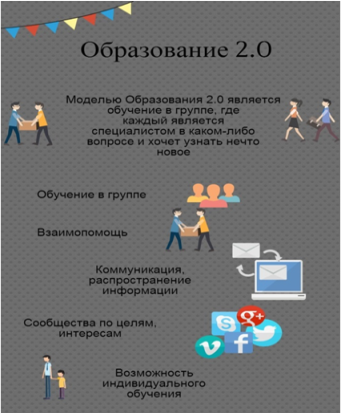 Образование 2.0
Моделью Образования 2.0 является
обучение в группе, где
каждый является
специалистом в каком-либо
вопросе и хочет узнать нечто
новое
Обучение в группе
Взаимопомощь
Коммуникация,
распространение
информации
Сообщества по целям,
интересам
Возможность
индивидуального
обучения